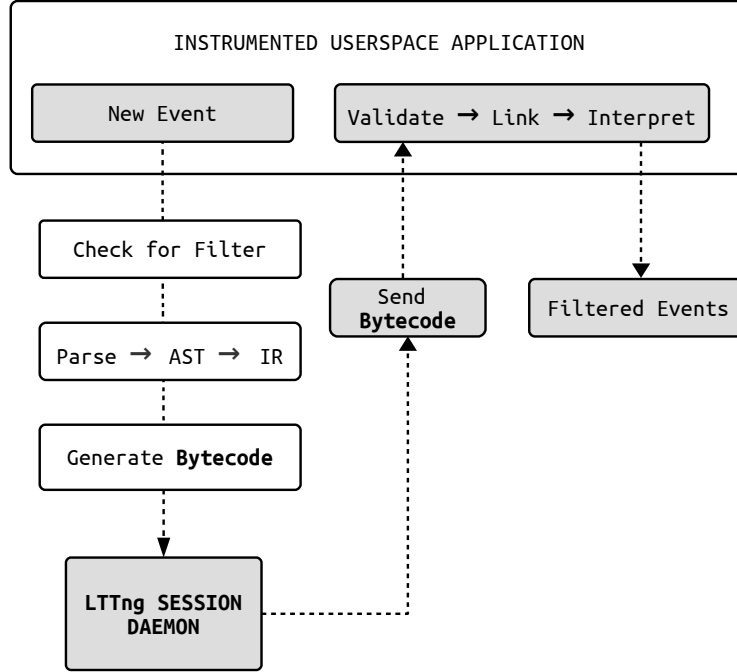 INSTRUMENTED USERSPACE APPLICATION
New Event
Validate → Link → Interpret
Check for Filter
Parse → AST → IR
Generate Bytecode
LTTng SESSION
DAEMON
Send
Bytecode
Filtered Events